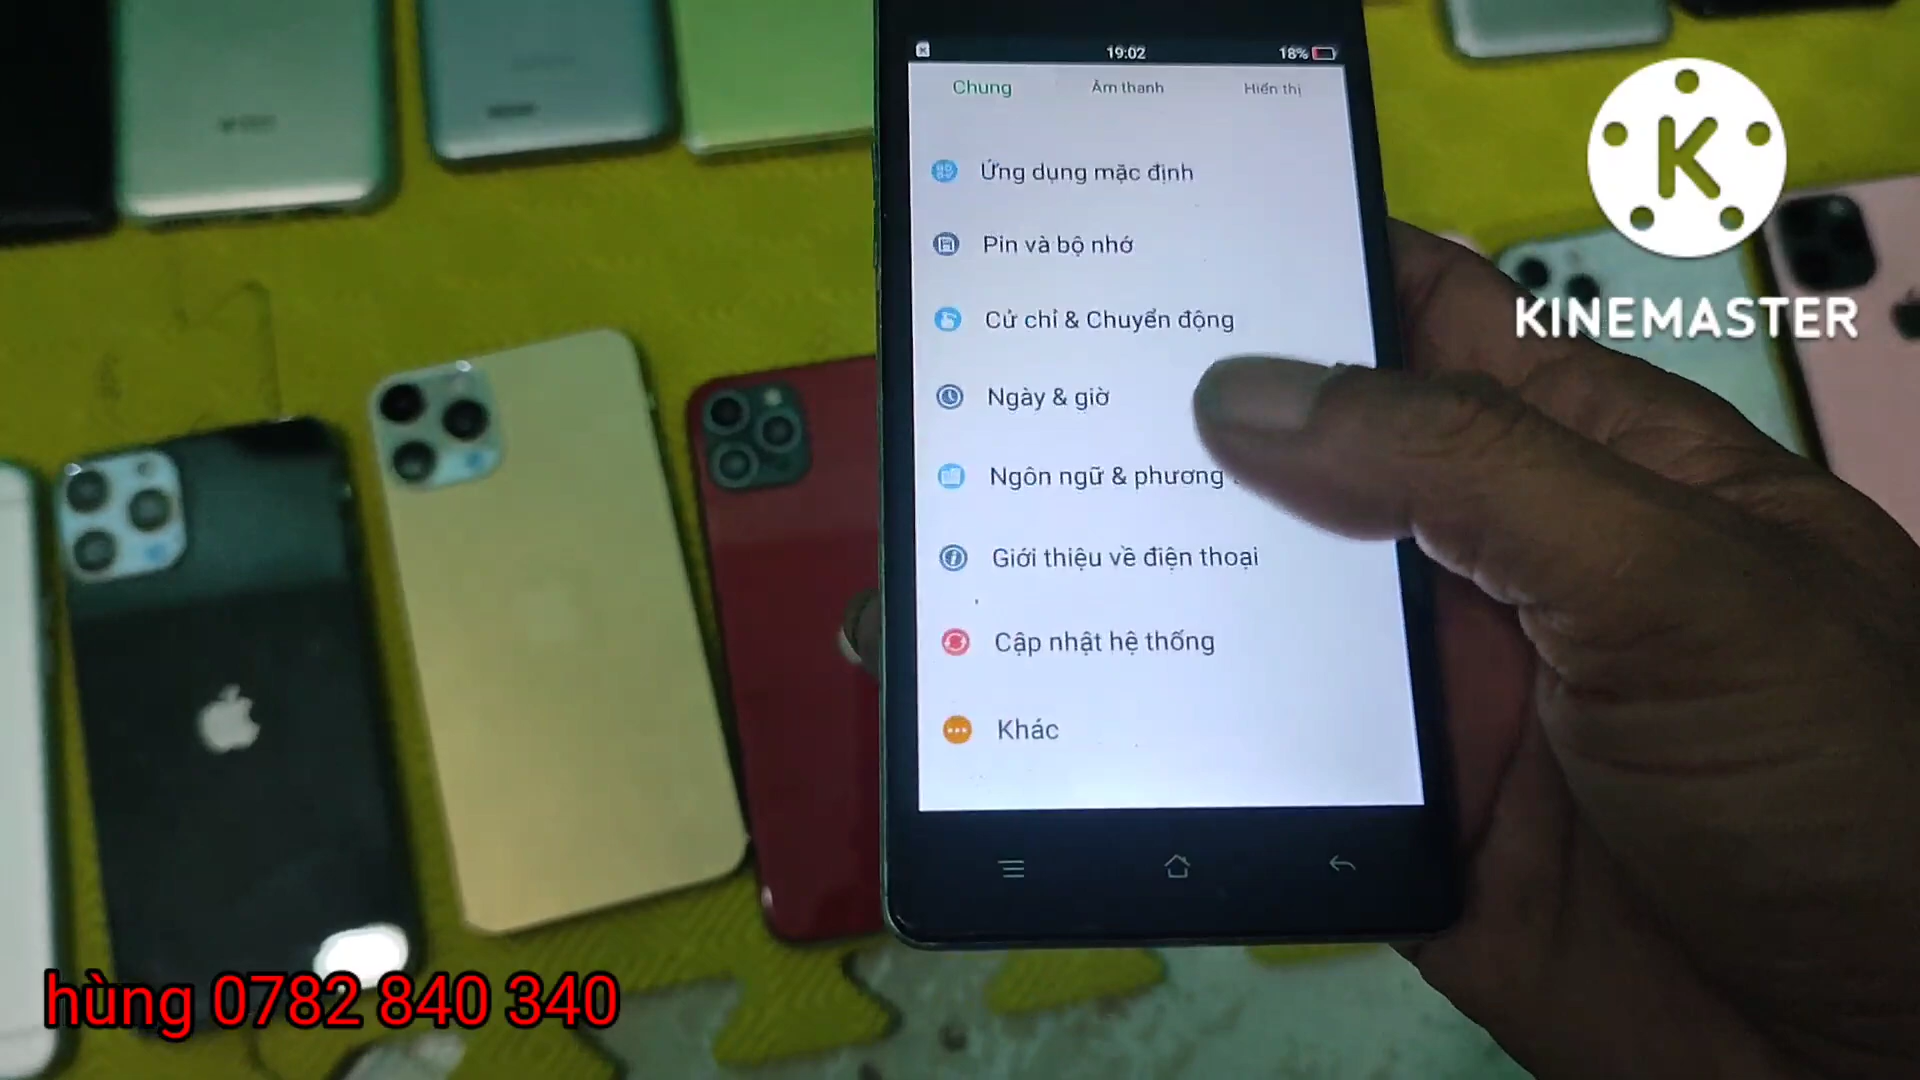 19:02
18%
Chung
Âm thanh
Hiển thị
Ứng dụng mặc định
Pin và bộ nhớ
Cử chỉ & Chuyển động
Ngày & giờ
Ngôn ngữ & phương
Giới thiệu về điện thoại
Cập nhật hệ thống
Khác
K
KINEMASTER
hùng 0782 840 340